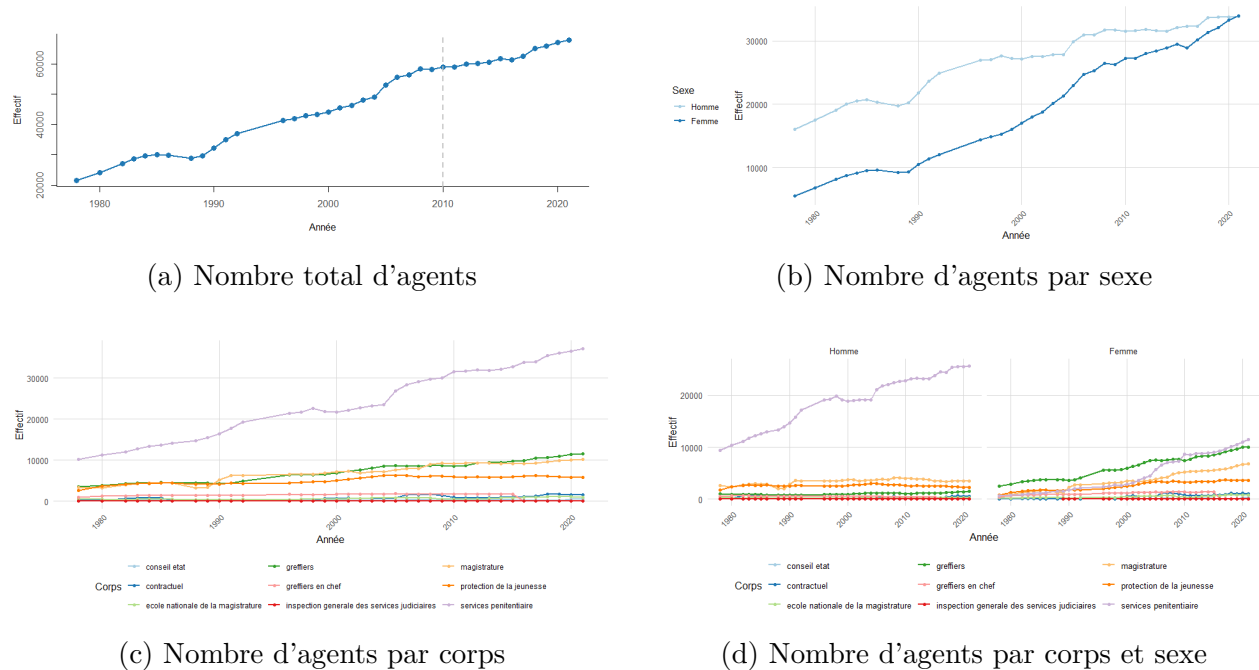 60000
40000
20000
Effectif
1980
1990
2000
2010
2020
Année
(a) Nombre total d'agents
30000
20000
10000
Sexe
Homme
Femme
Effectif
1980
1990
2000
2010
2020
Année
(b) Nombre d'agents par sexe
30000
20000
10000
0
Effectif
1980
1990
2000
2010
2020
Année
Corps
conseil etat
greffiers
magistrature
contractuel
greffiers en chef
protection de la jeunesse
ecole nationale de la magistrature
inspection generale des services judiciaires
services penitentiaire
(c) Nombre d'agents par corps
Homme
Femme
20000
10000
0
Effectif
1980
1990
2000
2010
2020
1980
1990
2000
2010
2020
Année
Corps
conseil etat
greffiers
magistrature
contractuel
greffiers en chef
protection de la jeunesse
ecole nationale de la magistrature
inspection generale des services judiciaires
services penitentiaire
(d) Nombre d'agents par corps et sexe